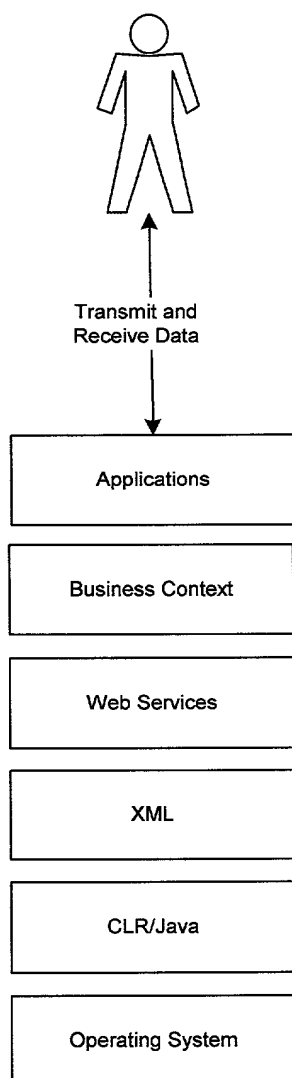 Transmit and
Receive Data
Applications
Business Context
Web Services
XML
CLR/Java
Operating System